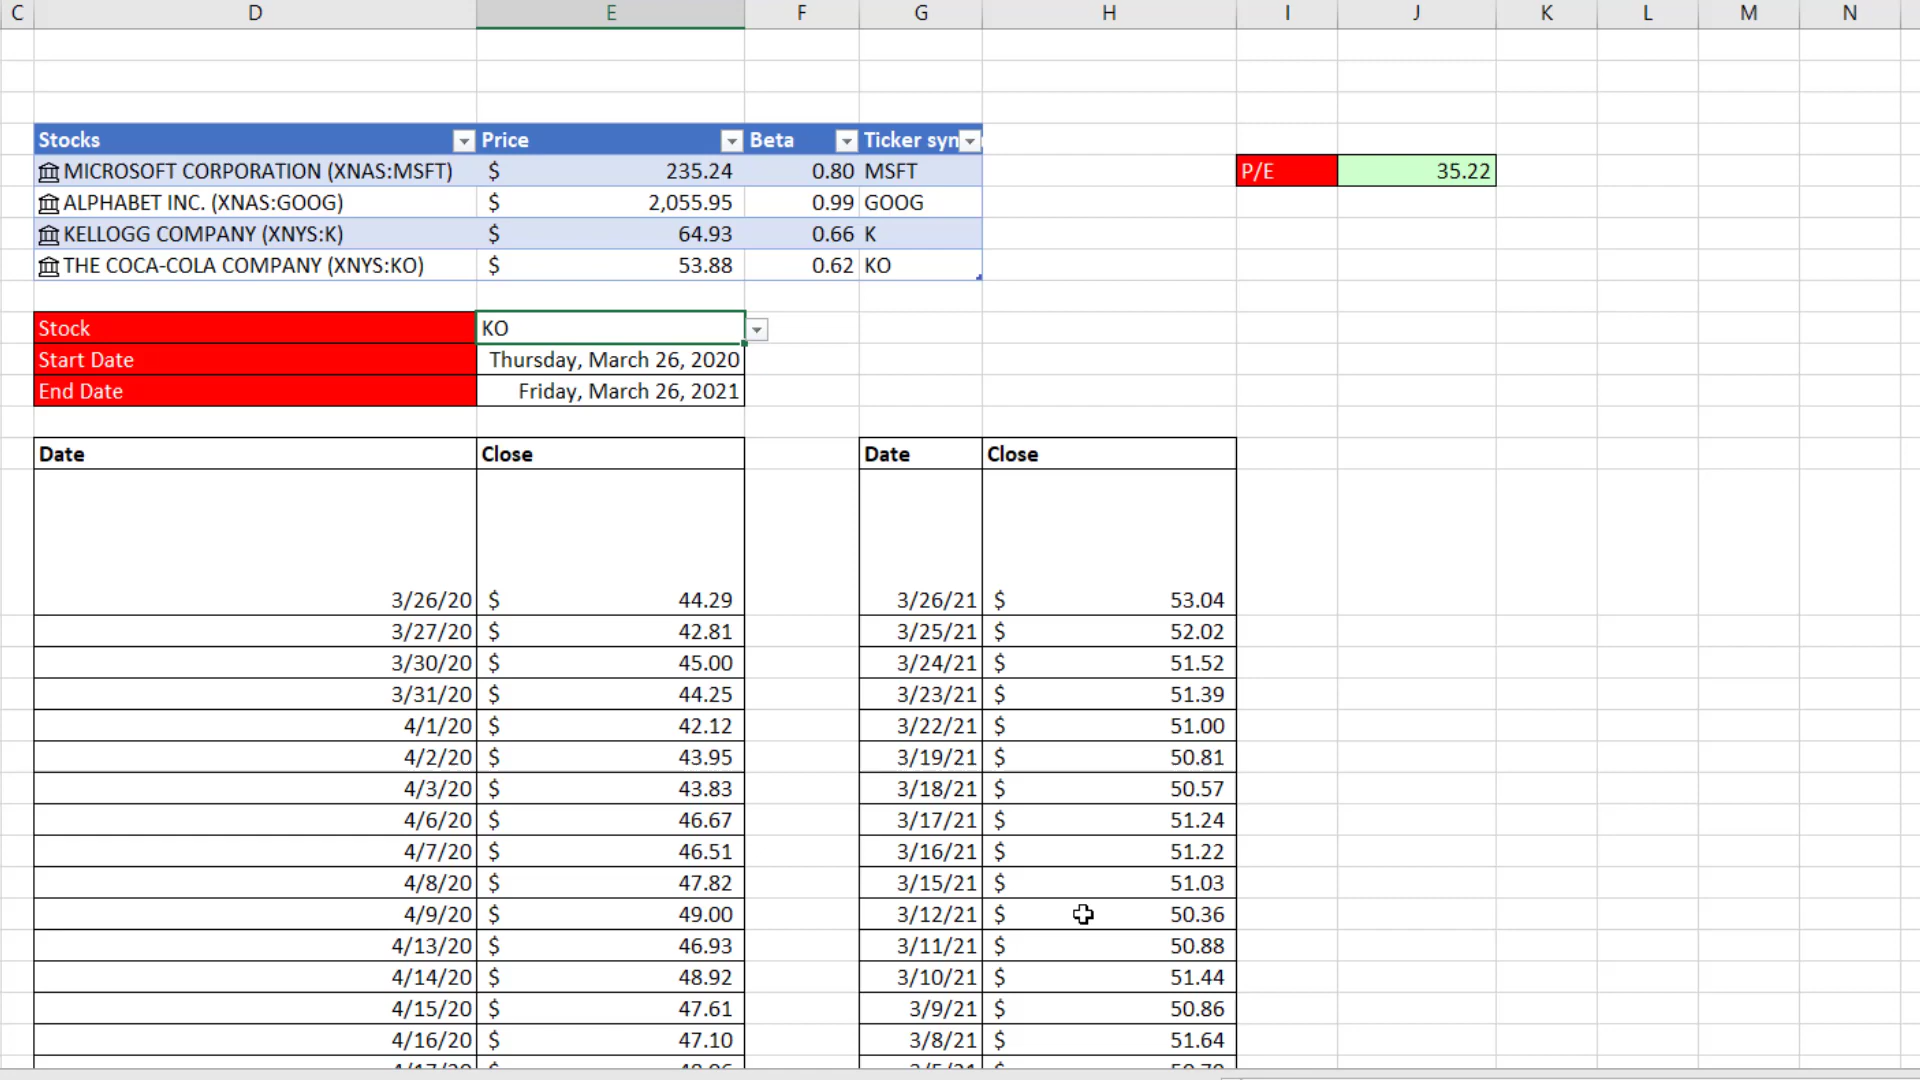 C D E F G H I J K L M N
Stocks Price Beta Ticker syn
MICROSOFT CORPORATION (XNAS:MSFT) $ 235.24 0.80 MSFT P/E 35.22
ALPHABET INC. (XNAS:GOOG) $ 2,055.95 0.99 GOOG
KELLOGG COMPANY (XNYS:K) $ 64.93 0.66 K
THE COCA-COLA COMPANY (XNYS:KO) $ 53.88 0.62 KO
Stock KO
Start Date Thursday, March 26, 2020
End Date Friday, March 26, 2021
Date Close Date Close
3/26/20 $ 44.29 3/26/21 $ 53.04
3/27/20 $ 42.81 3/25/21 $ 52.02
3/30/20 $ 45.00 3/24/21 $ 51.52
3/31/20 $ 44.25 3/23/21 $ 51.39
4/1/20 $ 42.12 3/22/21 $ 51.00
4/2/20 $ 43.95 3/19/21 $ 50.81
4/3/20 $ 43.83 3/18/21 $ 50.57
4/6/20 $ 46.67 3/17/21 $ 51.24
4/7/20 $ 46.51 3/16/21 $ 51.22
4/8/20 $ 47.82 3/15/21 $ 51.03
4/9/20 $ 49.00 3/12/21 $ 50.36
4/13/20 $ 46.93 3/11/21 $ 50.88
4/14/20 $ 48.92 3/10/21 $ 51.44
4/15/20 $ 47.61 3/9/21 $ 50.86
4/16/20 $ 47.10 3/8/21 $ 51.64